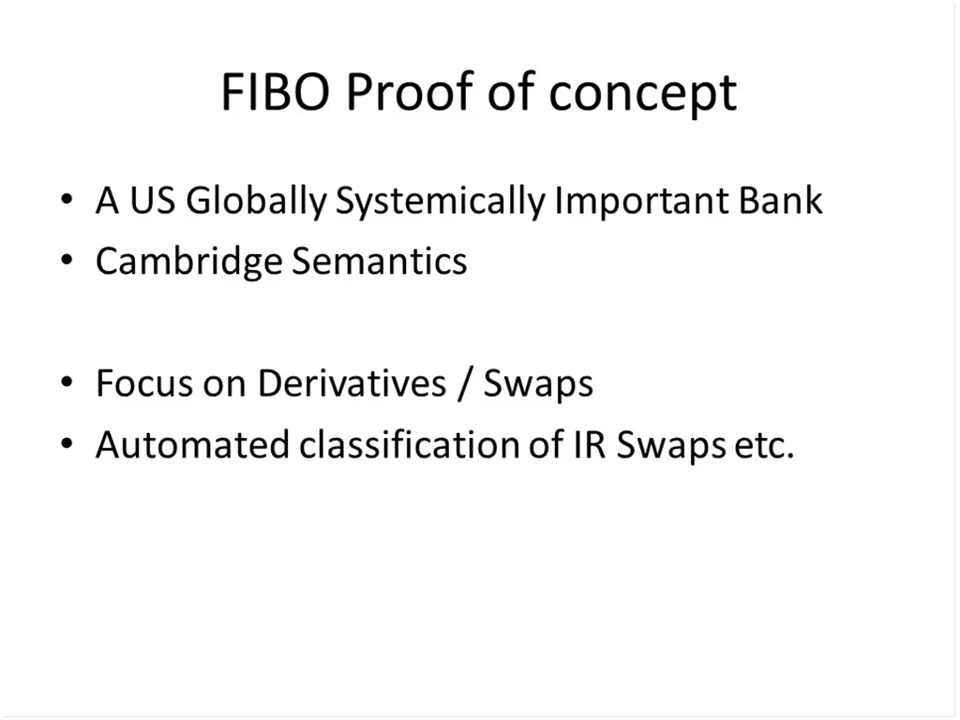 FIBO Proof of concept
• A US Globally Systemically Important Bank
• Cambridge Semantics
• Focus on Derivatives / Swaps
• Automated classification of IR Swaps etc.